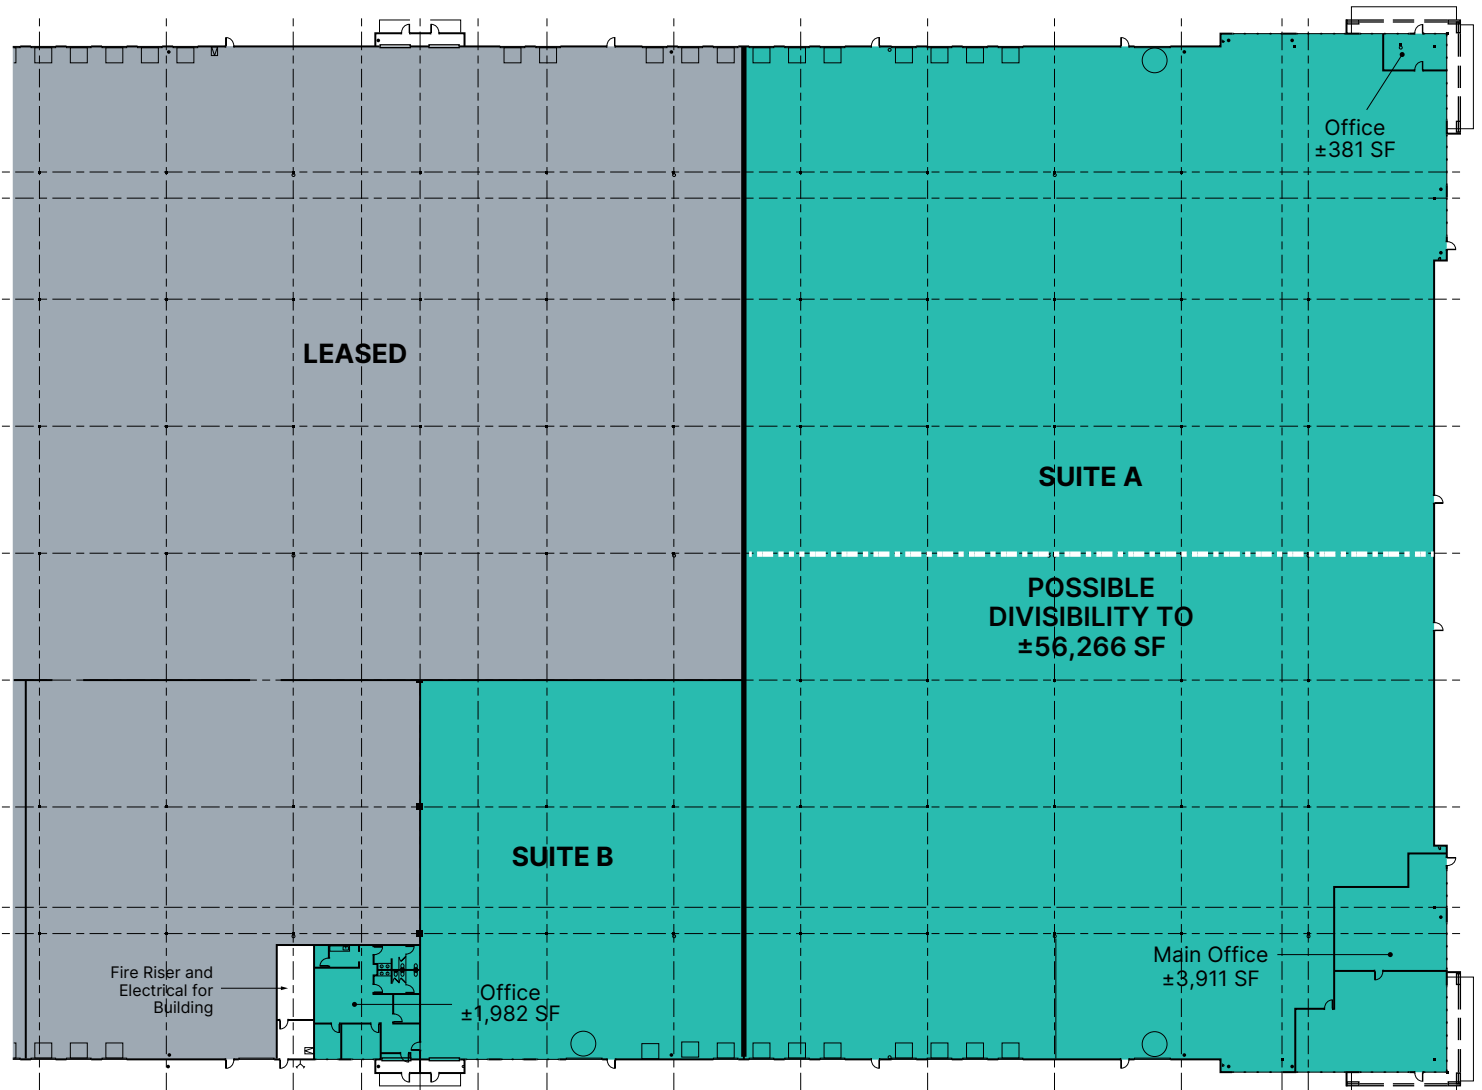 Office
±381 SF
LEASED
SUITE A
POSSIBLE
DIVISIBILITY TO
±56,266 SF
SUITE B
Main Office
±3,911 SF
Fire Riser and
Electrical for
Building
Office
±1,982 SF